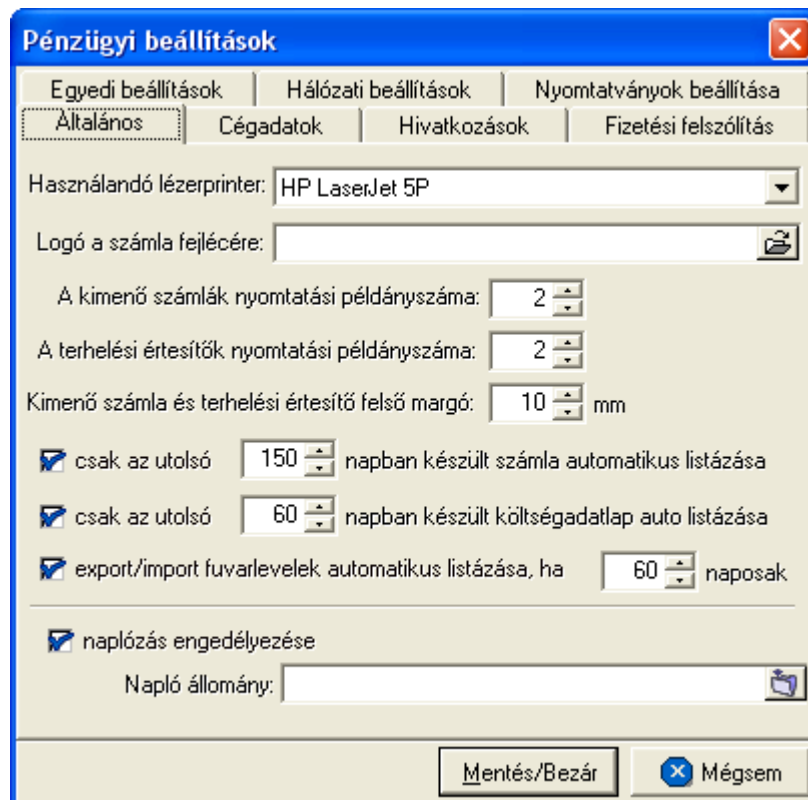 Pénzügyi beállítások
Egyedi beállítások Hálózati beállítások Nyomtatványok beállítása
Általános Cégadatok Hivatkozások Fizetési felszólítás
Használandó lézerprinter: HP LaserJet 5P
Logó a számla fejlécére:
A kimenő számlák nyomtatási példányszáma: 2
A terhelési értesítők nyomtatási példányszáma: 2
Kimenő számla és terhelési értesítő felső margó: 10 mm
csak az utolsó 150 napban készült számla automatikus listázása
csak az utolsó 60 napban készült költségadatlap auto listázása
export/import fuvarlevelek automatikus listázása, ha 60 naposak
naplózás engedélyezése
Napló állomány:
Mentés/Bezár Mégsem